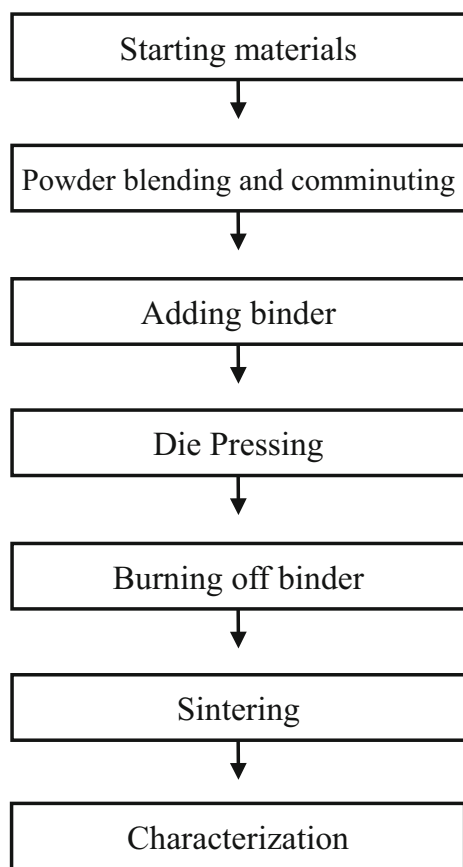 Starting materials
Powder blending and comminuting
Adding binder
Die Pressing
Burning off binder
Sintering
Characterization